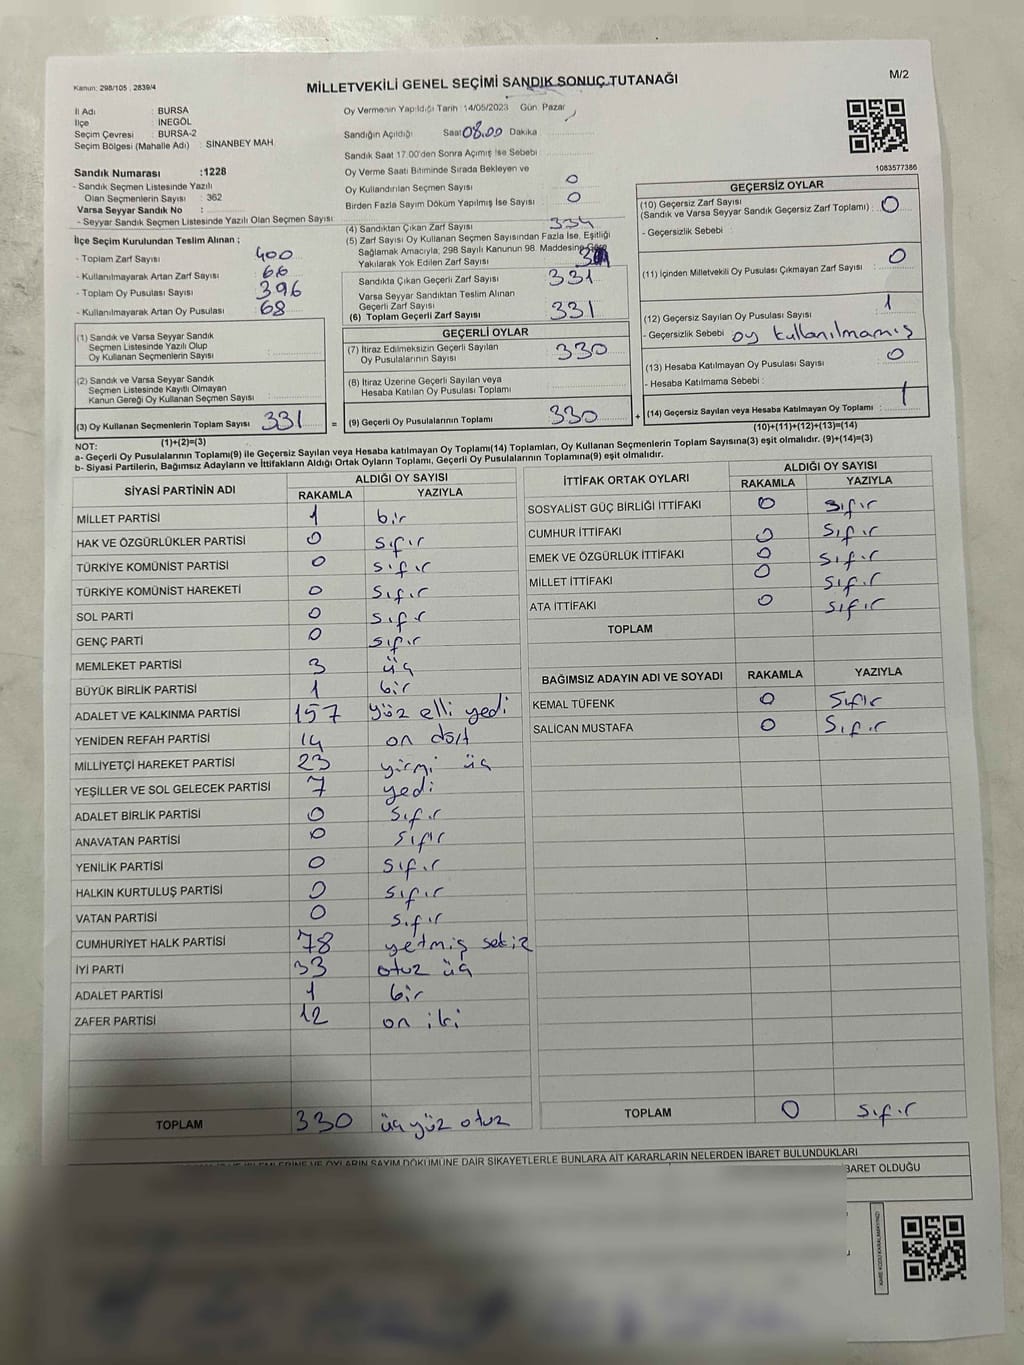 Kanun: 298/105 , 2839/4
MİLLETVEKİLİ GENEL SEÇİMİ SANDIK SONUÇ TUTANAĞI
M/2
İl Adı : BURSA
İlçe : İNEGÖL
Seçim Çevresi : BURSA-2
Seçim Bölgesi (Mahalle Adı) : SİNANBEY MAH.
Oy Vermenin Yapıldığı Tarih : 14/05/2023 Gün: Pazar
Sandığın Açıldığı Saat 08.00 Dakika
Sandık Saat 17.00'den Sonra Açımış İse Sebebi :
Oy Verme Saati Bitiminde Sırada Bekleyen ve
Oy Kullandırılan Seçmen Sayısı : 0
Birden Fazla Sayım Döküm Yapılmış İse Sayısı : 0
1083577386
Sandık Numarası :1228
- Sandık Seçmen Listesinde Yazılı
Olan Seçmenlerin Sayısı : 362
Varsa Seyyar Sandık No :
- Seyyar Sandık Seçmen Listesinde Yazılı Olan Seçmen Sayısı :
İlçe Seçim Kurulundan Teslim Alınan ;
- Toplam Zarf Sayısı : 400
- Kullanılmayarak Artan Zarf Sayısı : 66
- Toplam Oy Pusulası Sayısı : 396
- Kullanılmayarak Artan Oy Pusulası : 68
(4) Sandıktan Çıkan Zarf Sayısı : 334
(5) Zarf Sayısı Oy Kullanan Seçmen Sayısından Fazla İse, Eşitliği
Sağlamak Amacıyla; 298 Sayılı Kanunun 98. Maddesine Göre
Yakılarak Yok Edilen Zarf Sayısı :
Sandıkta Çıkan Geçerli Zarf Sayısı : 331
Varsa Seyyar Sandıktan Teslim Alınan
Geçerli Zarf Sayısı :
(6) Toplam Geçerli Zarf Sayısı : 331
GEÇERSİZ OYLAR
(10) Geçersiz Zarf Sayısı
(Sandık ve Varsa Seyyar Sandık Geçersiz Zarf Toplamı) : 0
- Geçersizlik Sebebi :
(11) İçinden Milletvekili Oy Pusulası Çıkmayan Zarf Sayısı : 0
(12) Geçersiz Sayılan Oy Pusulası Sayısı : 1
- Geçersizlik Sebebi : oy kullanılmamış
(13) Hesaba Katılmayan Oy Pusulası Sayısı : 0
- Hesaba Katılmama Sebebi :
(14) Geçersiz Sayılan veya Hesaba Katılmayan Oy Toplamı : 1
(10)+(11)+(12)+(13)=(14)
(1) Sandık ve Varsa Seyyar Sandık
Seçmen Listesinde Yazılı Olup
Oy Kullanan Seçmenlerin Sayısı :
(2) Sandık ve Varsa Seyyar Sandık
Seçmen Listesinde Kayıtlı Olmayan
Kanun Gereği Oy Kullanan Seçmen Sayısı :
(3) Oy Kullanan Seçmenlerin Toplam Sayısı : 331
(1)+(2)=(3)
=
GEÇERLİ OYLAR
(7) İtiraz Edilmeksizin Geçerli Sayılan
Oy Pusulalarının Sayısı : 330
(8) İtiraz Üzerine Geçerli Sayılan veya
Hesaba Katılan Oy Pusulası Toplamı :
(9) Geçerli Oy Pusulalarının Toplamı : 330
+
NOT:
a- Geçerli Oy Pusulalarının Toplamı(9) ile Geçersiz Sayılan veya Hesaba katılmayan Oy Toplamı(14) Toplamları, Oy Kullanan Seçmenlerin Toplam Sayısına(3) eşit olmalıdır. (9)+(14)=(3)
b- Siyasi Partilerin, Bağımsız Adayların ve İttifakların Aldığı Ortak Oyların Toplamı, Geçerli Oy Pusulalarının Toplamına(9) eşit olmalıdır.
SİYASİ PARTİNİN ADI ALDIĞI OY SAYISI
RAKAMLA YAZIYLA
MİLLET PARTİSİ 1 bir
HAK VE ÖZGÜRLÜKLER PARTİSİ 0 sıfır
TÜRKİYE KOMÜNİST PARTİSİ 0 sıfır
TÜRKİYE KOMÜNİST HAREKETİ 0 sıfır
SOL PARTİ 0 sıfır
GENÇ PARTİ 0 sıfır
MEMLEKET PARTİSİ 3 üç
BÜYÜK BİRLİK PARTİSİ 1 bir
ADALET VE KALKINMA PARTİSİ 157 yüz elli yedi
YENİDEN REFAH PARTİSİ 14 on dört
MİLLİYETÇİ HAREKET PARTİSİ 23 yirmi üç
YEŞİLLER VE SOL GELECEK PARTİSİ 7 yedi
ADALET BİRLİK PARTİSİ 0 sıfır
ANAVATAN PARTİSİ 0 sıfır
YENİLİK PARTİSİ 0 sıfır
HALKIN KURTULUŞ PARTİSİ 0 sıfır
VATAN PARTİSİ 0 sıfır
CUMHURİYET HALK PARTİSİ 78 yetmiş sekiz
İYİ PARTİ 33 otuz üç
ADALET PARTİSİ 1 bir
ZAFER PARTİSİ 12 on iki
TOPLAM 330 üç yüz otuz
İTTİFAK ORTAK OYLARI ALDIĞI OY SAYISI
RAKAMLA YAZIYLA
SOSYALİST GÜÇ BİRLİĞİ İTTİFAKI 0 sıfır
CUMHUR İTTİFAKI 0 sıfır
EMEK VE ÖZGÜRLÜK İTTİFAKI 0 sıfır
MİLLET İTTİFAKI 0 sıfır
ATA İTTİFAKI 0 sıfır
TOPLAM
BAĞIMSIZ ADAYIN ADI VE SOYADI RAKAMLA YAZIYLA
KEMAL TÜFENK 0 sıfır
SALİCAN MUSTAFA 0 sıfır
TOPLAM 0 sıfır
OYLARIN SAYIM DÖKÜMÜNE DAİR ŞİKAYETLERLE BUNLARA AİT KARARLARIN NELERDEN İBARET BULUNDUKLARI
İBARET OLDUĞU